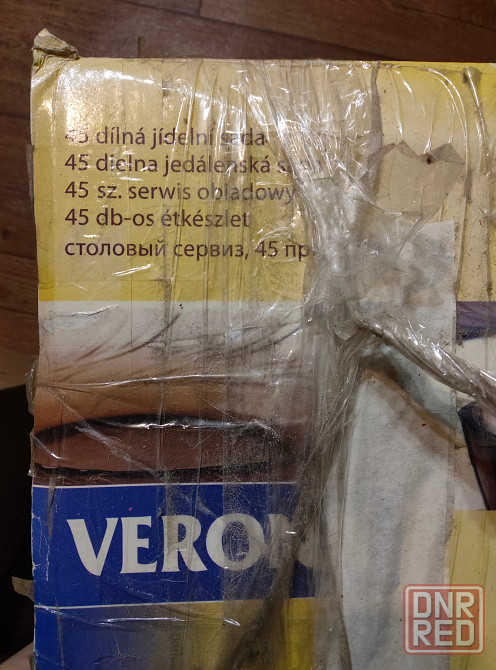 45 dílná jídelní sada
45 dielna jedálenská
45 sz. serwis obiadowy
45 db-os étkészlet
столовый сервиз, 45
VERO
DNR
RED